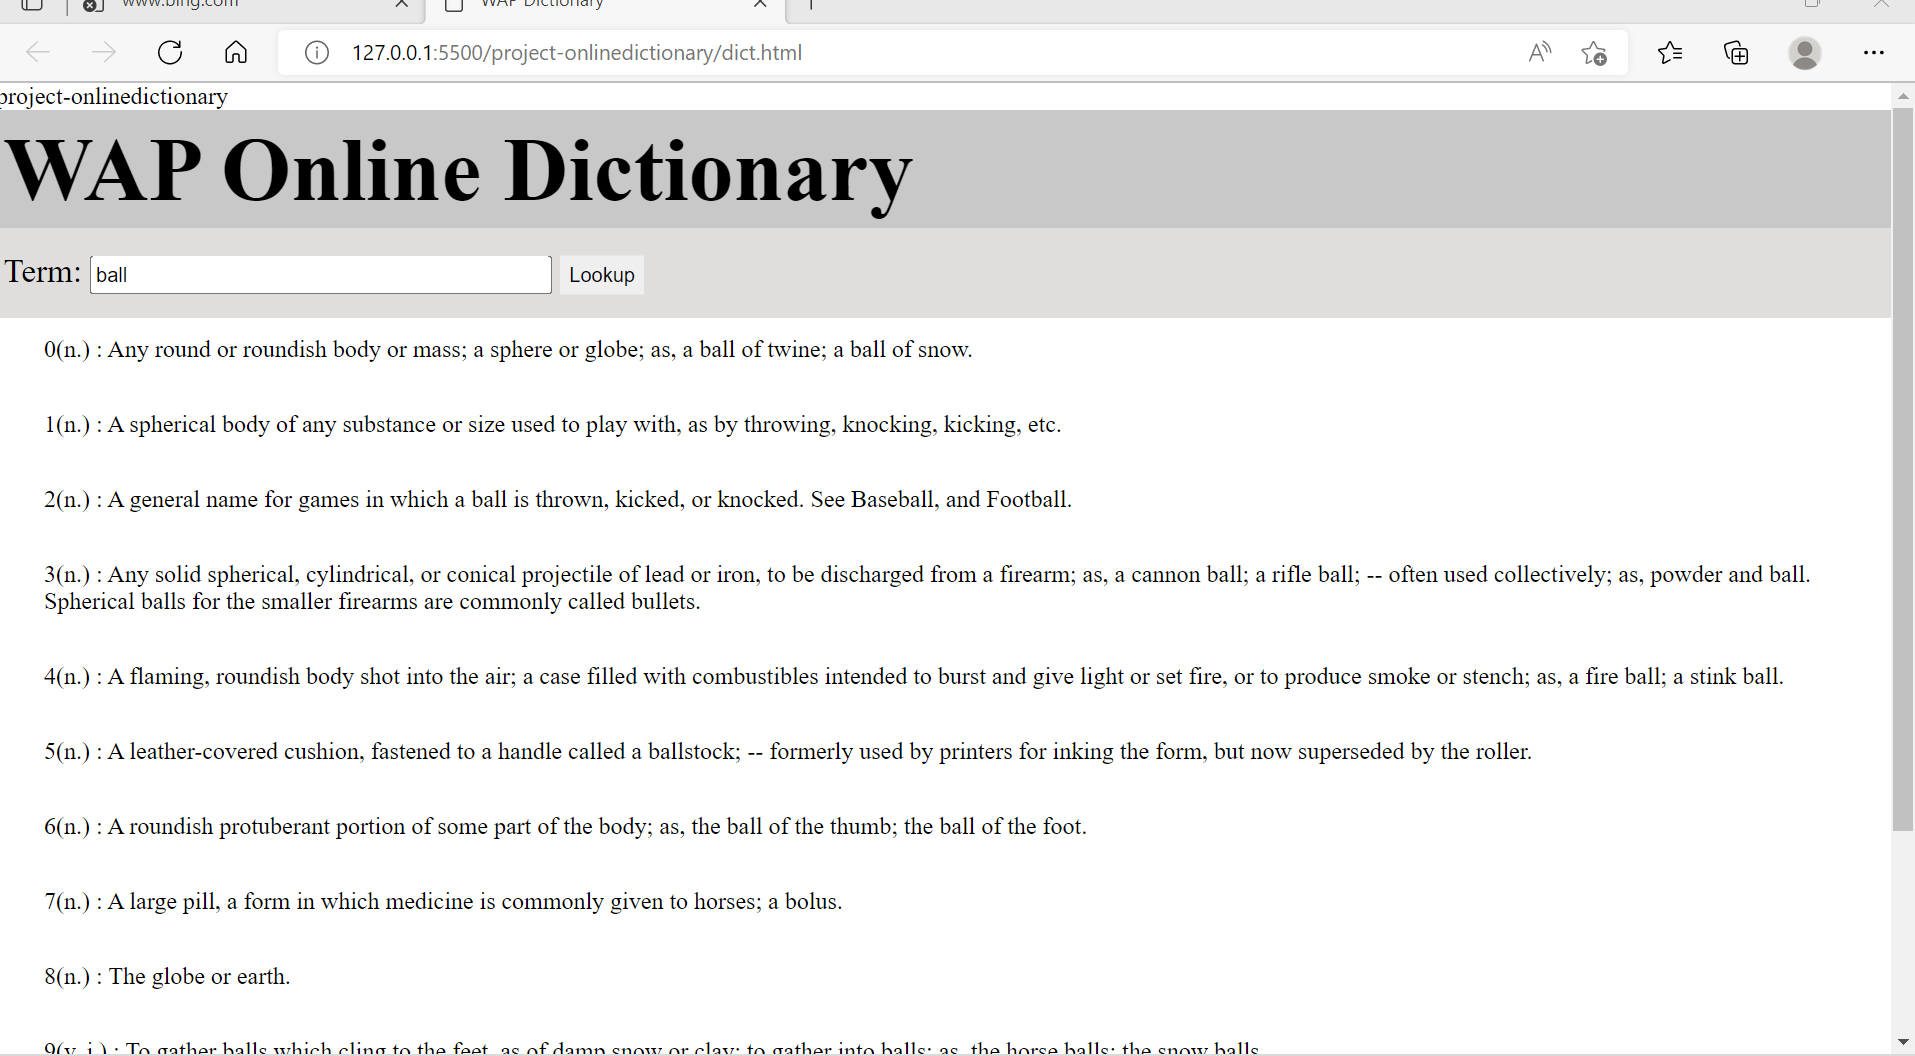 www.bing.com
WAP Dictionary
127.0.0.1:5500/project-onlinedictionary/dict.html
project-onlinedictionary
WAP Online Dictionary
Term: ball Lookup
0(n.) : Any round or roundish body or mass; a sphere or globe; as, a ball of twine; a ball of snow.
1(n.) : A spherical body of any substance or size used to play with, as by throwing, knocking, kicking, etc.
2(n.) : A general name for games in which a ball is thrown, kicked, or knocked. See Baseball, and Football.
3(n.) : Any solid spherical, cylindrical, or conical projectile of lead or iron, to be discharged from a firearm; as, a cannon ball; a rifle ball; -- often used collectively; as, powder and ball.
Spherical balls for the smaller firearms are commonly called bullets.
4(n.) : A flaming, roundish body shot into the air; a case filled with combustibles intended to burst and give light or set fire, or to produce smoke or stench; as, a fire ball; a stink ball.
5(n.) : A leather-covered cushion, fastened to a handle called a ballstock; -- formerly used by printers for inking the form, but now superseded by the roller.
6(n.) : A roundish protuberant portion of some part of the body; as, the ball of the thumb; the ball of the foot.
7(n.) : A large pill, a form in which medicine is commonly given to horses; a bolus.
8(n.) : The globe or earth.
9(v. i.) : To gather balls which cling to the feet, as of damp snow or clay; to gather into balls; as, the horse balls; the snow balls.